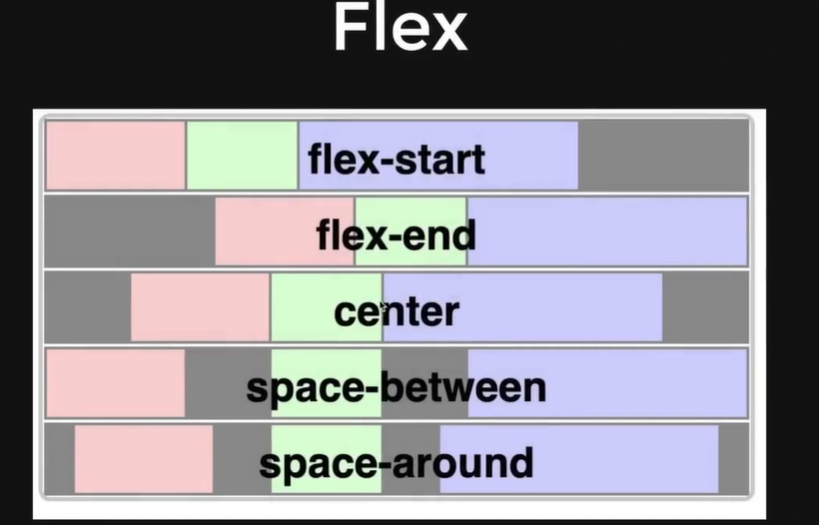 Flex
flex-start
flex-end
center
space-between
space-around